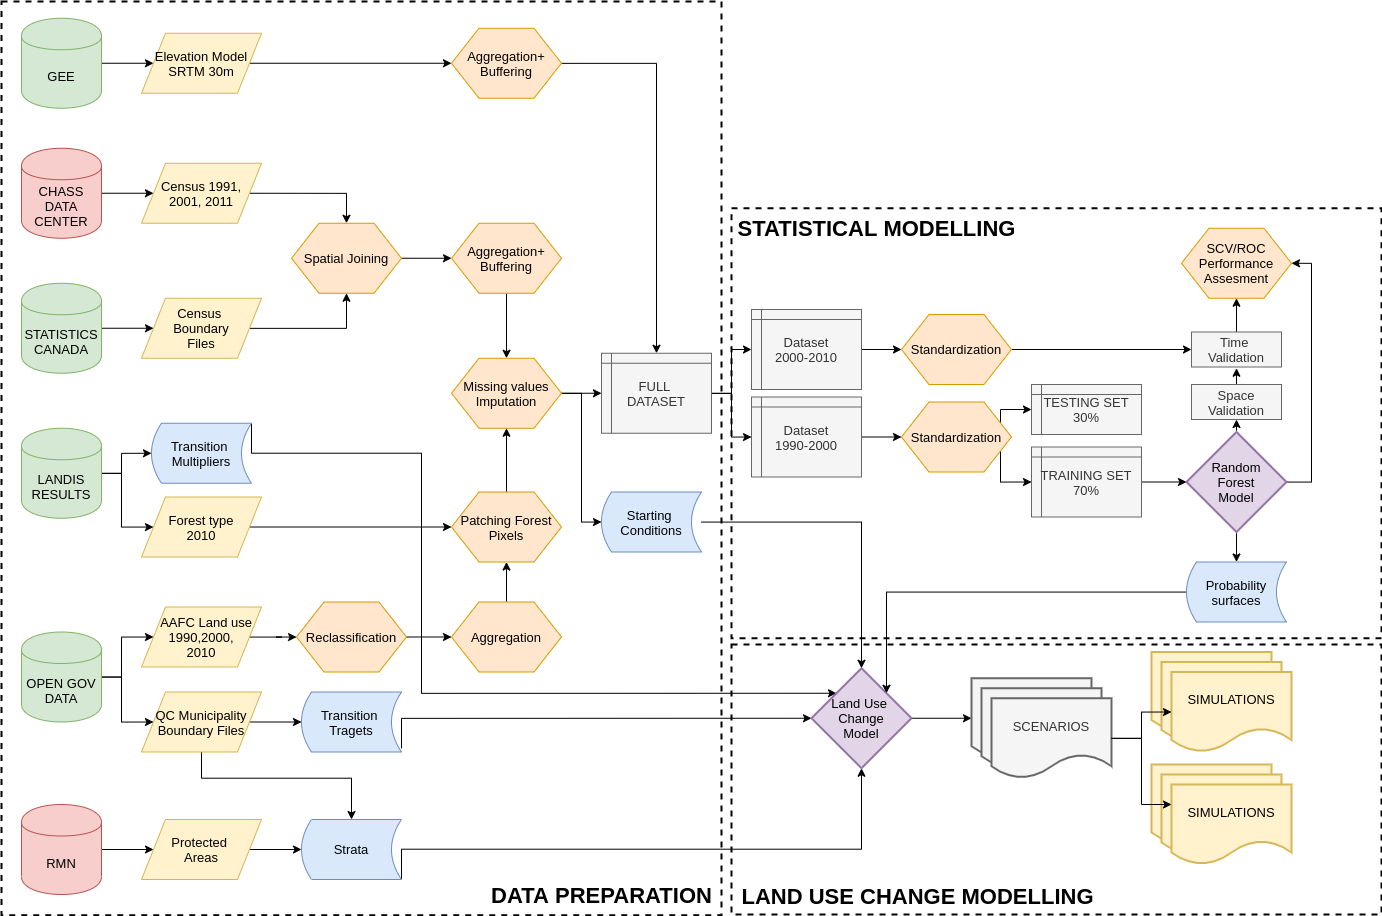 GEE
Elevation Model
SRTM 30m
Aggregation+
Buffering
CHASS
DATA
CENTER
Census 1991,
2001, 2011
Spatial Joining
Aggregation+
Buffering
STATISTICS
CANADA
Census
Boundary
Files
Missing values
Imputation
FULL
DATASET
LANDIS
RESULTS
Transition
Multipliers
Forest type
2010
Patching Forest
Pixels
Starting
Conditions
OPEN GOV
DATA
AAFC Land use
1990,2000,
2010
Reclassification
Aggregation
QC Municipality
Boundary Files
Transition
Tragets
RMN
Protected
Areas
Strata
DATA PREPARATION
STATISTICAL MODELLING
Dataset
2000-2010
Standardization
Dataset
1990-2000
Standardization
TESTING SET
30%
TRAINING SET
70%
SCV/ROC
Performance
Assesment
Time
Validation
Space
Validation
Random
Forest
Model
Probability
surfaces
Land Use
Change
Model
SCENARIOS
SIMULATIONS
SIMULATIONS
LAND USE CHANGE MODELLING